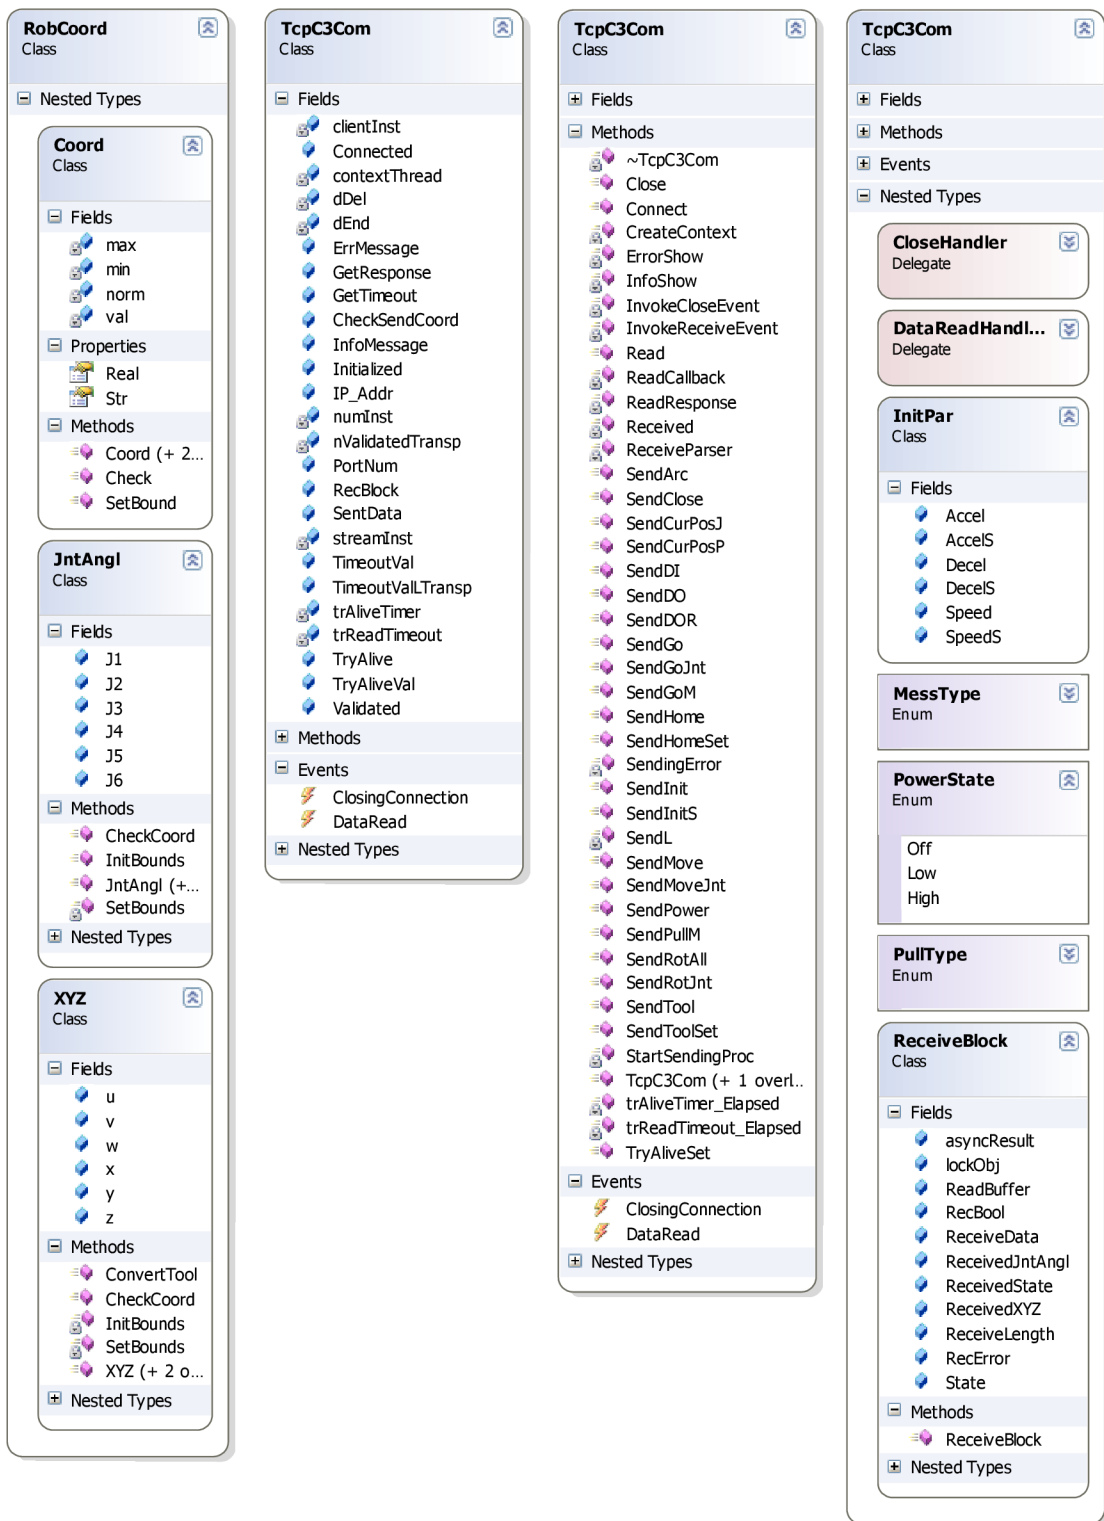 RobCoord
Class
Nested Types
Coord
Class
Fields
max
min
norm
val
Properties
Real
Str
Methods
Coord (+ 2...
Check
SetBound
JntAngl
Class
Fields
J1
J2
J3
J4
J5
J6
Methods
CheckCoord
InitBounds
JntAngl (+...
SetBounds
Nested Types
XYZ
Class
Fields
u
v
w
x
y
z
Methods
ConvertTool
CheckCoord
InitBounds
SetBounds
XYZ (+ 2 o...
Nested Types
TcpC3Com
Class
Fields
clientInst
Connected
contextThread
dDel
dEnd
ErrMessage
GetResponse
GetTimeout
CheckSendCoord
InfoMessage
Initialized
IP_Addr
numInst
nValidatedTransp
PortNum
RecBlock
SentData
streamInst
TimeoutVal
TimeoutValLTransp
trAliveTimer
trReadTimeout
TryAlive
TryAliveVal
Validated
Methods
Events
ClosingConnection
DataRead
Nested Types
TcpC3Com
Class
Fields
Methods
~TcpC3Com
Close
Connect
CreateContext
ErrorShow
InfoShow
InvokeCloseEvent
InvokeReceiveEvent
Read
ReadCallback
ReadResponse
Received
ReceiveParser
SendArc
SendClose
SendCurPosJ
SendCurPosP
SendDI
SendDO
SendDOR
SendGo
SendGoJnt
SendGoM
SendHome
SendHomeSet
SendingError
SendInit
SendInitS
SendL
SendMove
SendMoveJnt
SendPower
SendPullM
SendRotAll
SendRotJnt
SendTool
SendToolSet
StartSendingProc
TcpC3Com (+ 1 overl...
trAliveTimer_Elapsed
trReadTimeout_Elapsed
TryAliveSet
Events
ClosingConnection
DataRead
Nested Types
TcpC3Com
Class
Fields
Methods
Events
Nested Types
CloseHandler
Delegate
DataReadHandl...
Delegate
InitPar
Class
Fields
Accel
AccelS
Decel
DecelS
Speed
SpeedS
MessType
Enum
PowerState
Enum
Off
Low
High
PullType
Enum
ReceiveBlock
Class
Fields
asyncResult
lockObj
ReadBuffer
RecBool
ReceiveData
ReceivedJntAngl
ReceivedState
ReceivedXYZ
ReceiveLength
RecError
State
Methods
ReceiveBlock
Nested Types